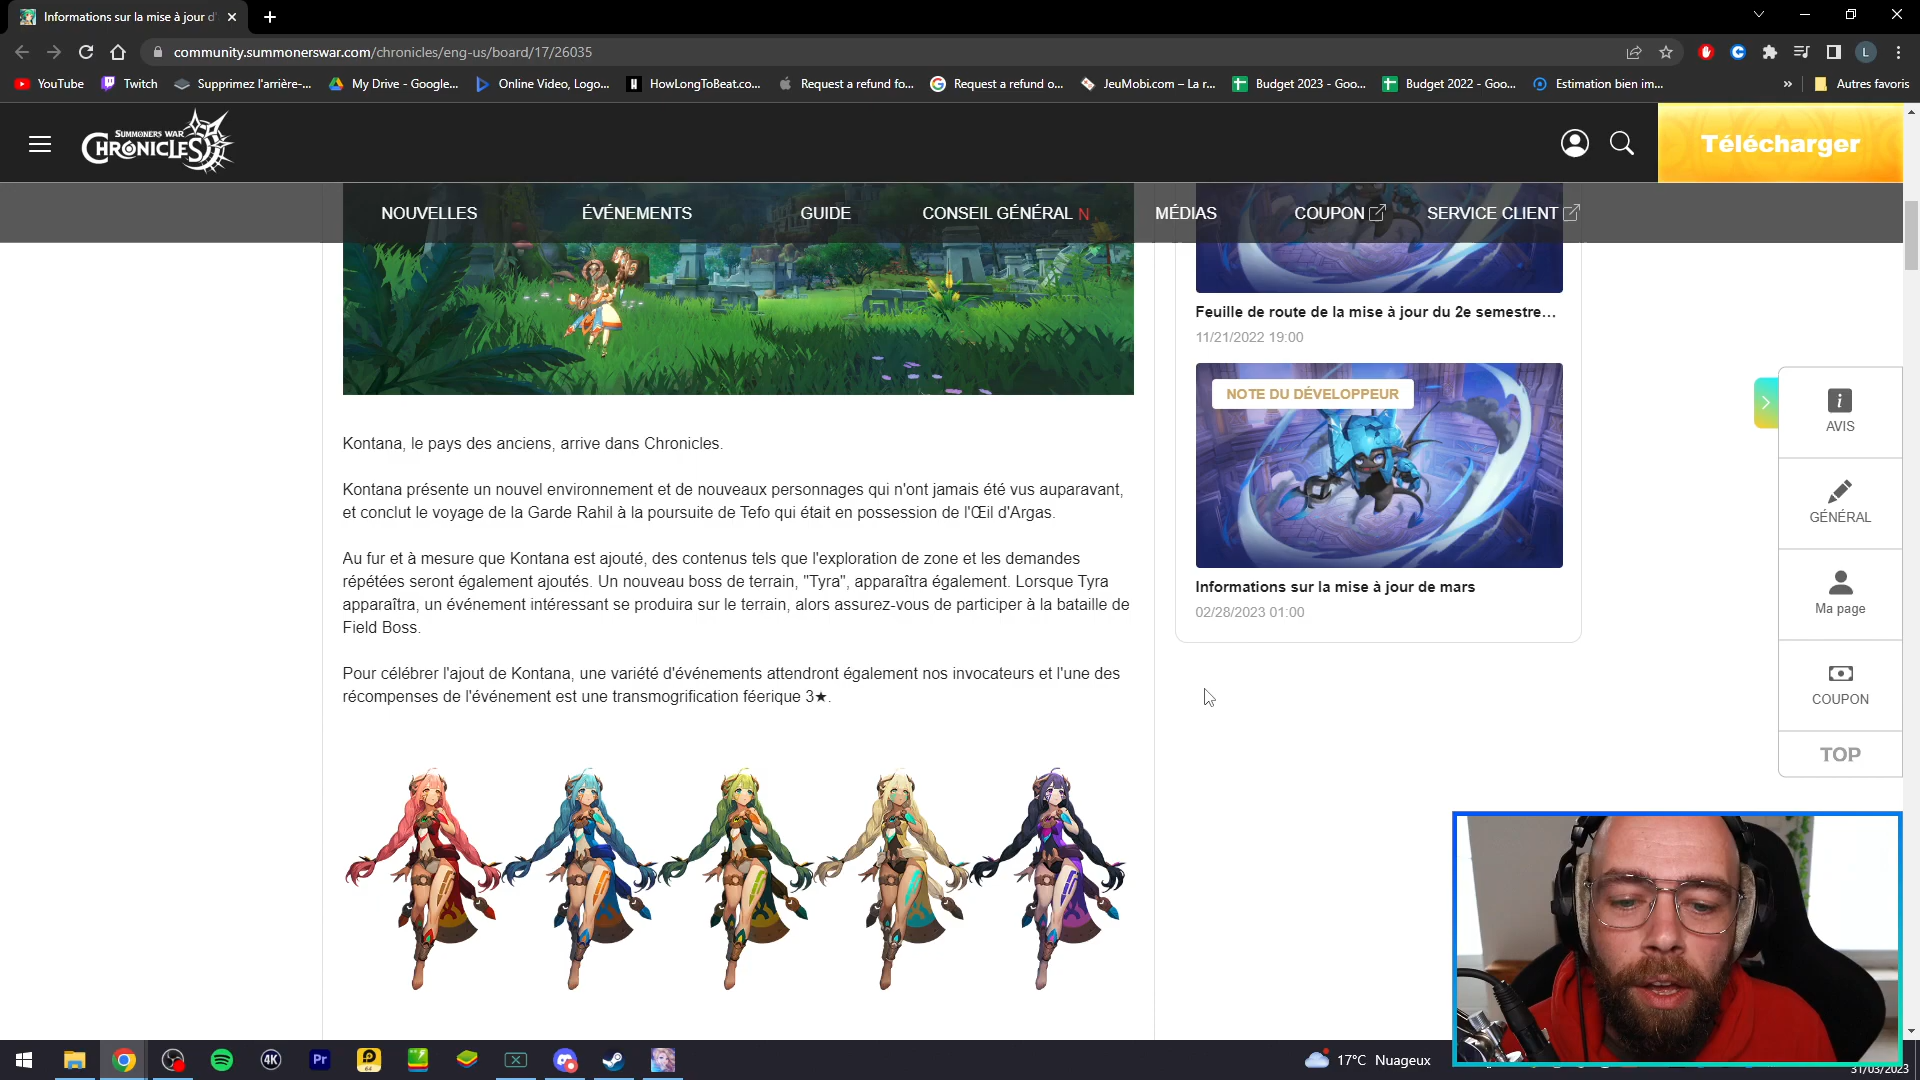 Informations sur la mise à jour d'
community.summonerswar.com/chronicles/eng-us/board/17/26035
L
YouTube
Twitch
Supprimez l'arrière-...
My Drive - Google...
Online Video, Logo...
HowLongToBeat.co...
Request a refund fo...
Request a refund o...
JeuMobi.com – La r...
Budget 2023 - Goo...
Budget 2022 - Goo...
Estimation bien im...
»
Autres favoris
SUMMONERS WAR
CHRONICLES
Télécharger
NOUVELLES
ÉVÉNEMENTS
GUIDE
CONSEIL GÉNÉRAL N
MÉDIAS
COUPON
SERVICE CLIENT
Kontana, le pays des anciens, arrive dans Chronicles.
Kontana présente un nouvel environnement et de nouveaux personnages qui n'ont jamais été vus auparavant,
et conclut le voyage de la Garde Rahil à la poursuite de Tefo qui était en possession de l'Œil d'Argas.
Au fur et à mesure que Kontana est ajouté, des contenus tels que l'exploration de zone et les demandes
répétées seront également ajoutés. Un nouveau boss de terrain, "Tyra", apparaîtra également. Lorsque Tyra
apparaîtra, un événement intéressant se produira sur le terrain, alors assurez-vous de participer à la bataille de
Field Boss.
Pour célébrer l'ajout de Kontana, une variété d'événements attendront également nos invocateurs et l'une des
récompenses de l'événement est une transmogrification féerique 3★.
Feuille de route de la mise à jour du 2e semestre...
11/21/2022 19:00
NOTE DU DÉVELOPPEUR
Informations sur la mise à jour de mars
02/28/2023 01:00
AVIS
GÉNÉRAL
Ma page
COUPON
TOP
4K
Pr
64
17°C Nuageux
31/03/2023